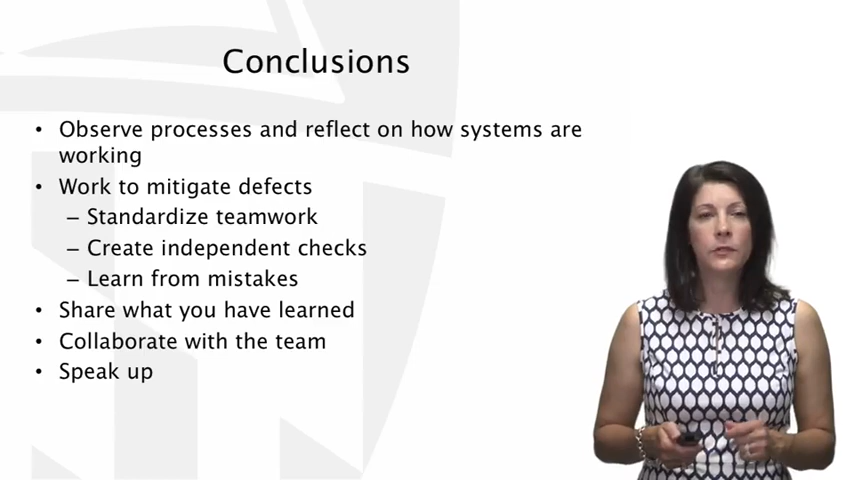 Conclusions
• Observe processes and reflect on how systems are
working
• Work to mitigate defects
– Standardize teamwork
– Create independent checks
– Learn from mistakes
• Share what you have learned
• Collaborate with the team
• Speak up